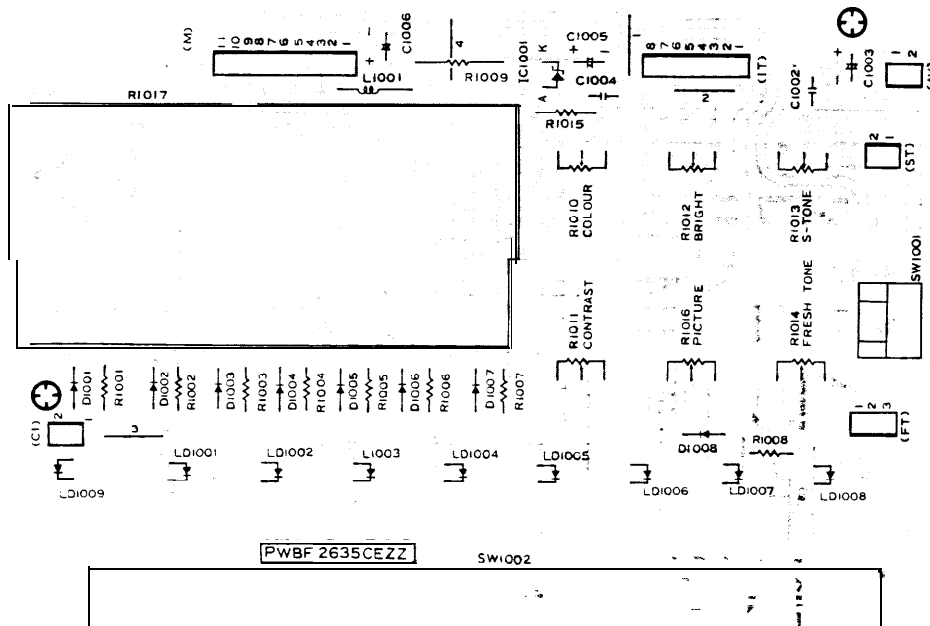 (M)
11 10 9 8 7 6 5 4 3 2 1
C1006
- +
L1001
4
R1009
IC1001
K
A
C1005
+ -
C1004
R1015
1
8 7 6 5 4 3 2 1
(IT)
2
C1002
+ -
C1003
1 2
R1017
2 1
(ST)
R1010
COLOUR
R1012
BRIGHT
R1013
S-TONE
SW1001
R1011
CONTRAST
R1016
PICTURE
R1014
FRESH TONE
D1001
R1001
D1002
R1002
D1003
R1003
D1004
R1004
D1005
R1005
D1006
R1006
D1007
R1007
(C1)
2 1
3
D1008
R1008
1 2 3
(FT)
LD1009
LD1001
LD1002
L1003
LD1004
LD1005
LD1006
LD1007
LD1008
PWBF 2635CEZZ
SW1002